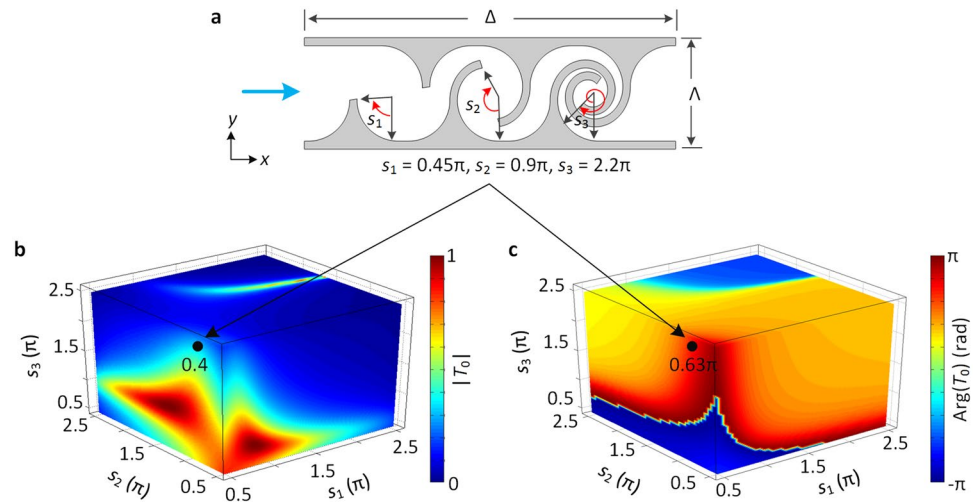 a
Δ
Λ
s₁
s₂
s₃
y
x
s₁ = 0.45π, s₂ = 0.9π, s₃ = 2.2π
b
2.5
1.5
0.5
s₃ (π)
2.5
1.5
0.5
s₂ (π)
0.5
1.5
2.5
s₁ (π)
0.4
1
0
|T₀|
c
2.5
1.5
0.5
s₃ (π)
2.5
1.5
0.5
s₂ (π)
0.5
1.5
2.5
s₁ (π)
0.63π
π
-π
Arg(T₀) (rad)